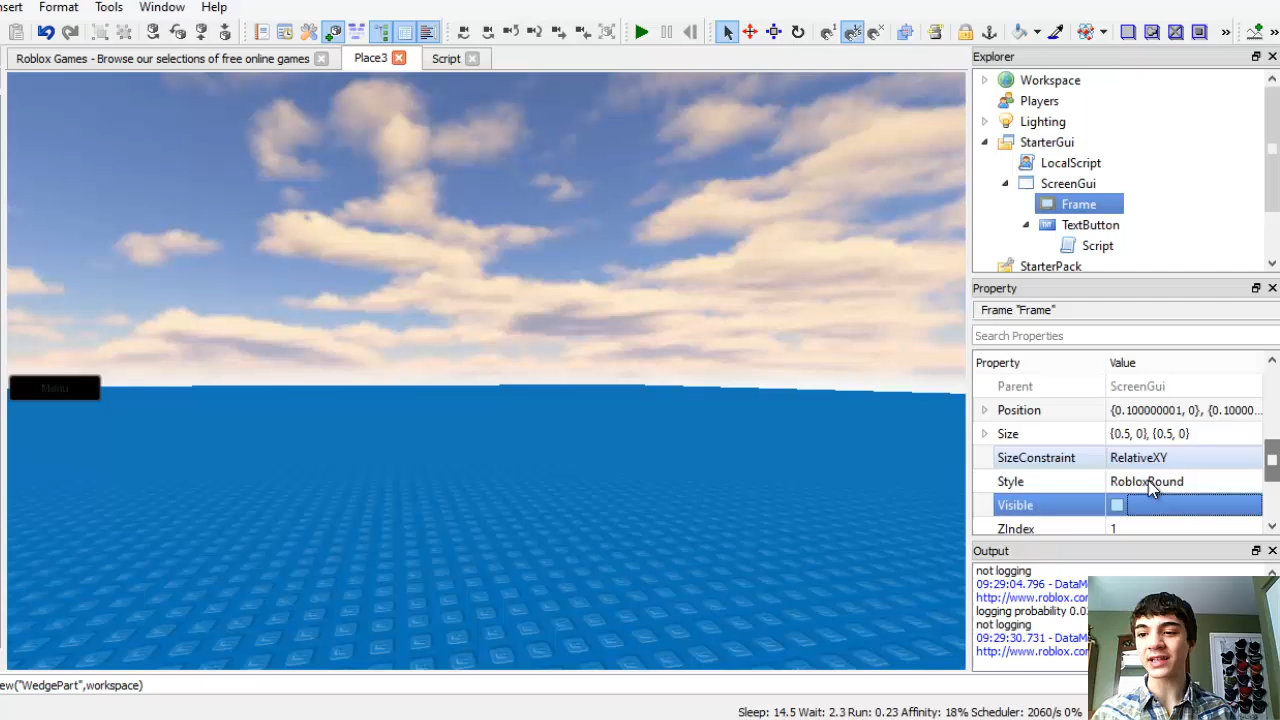 nsert Format Tools Window Help
Roblox Games - Browse our selections of free online games Place3 Script
Explorer
Workspace
Players
Lighting
StarterGui
LocalScript
ScreenGui
Frame
TextButton
Script
StarterPack
Property
Frame "Frame"
Search Properties
Property Value
Parent ScreenGui
Position {0.100000001, 0}, {0.10000...
Size {0.5, 0}, {0.5, 0}
SizeConstraint RelativeXY
Style RobloxRound
Visible
ZIndex 1
Menu
Output
not logging
09:29:04.796 - DataM
http://www.roblox.co
logging probability 0.0
not logging
09:29:30.731 - DataM
http://www.roblox.co
ew("WedgePart",workspace)
Sleep: 14.5 Wait: 2.3 Run: 0.23 Affinity: 18% Scheduler: 2060/s 0%